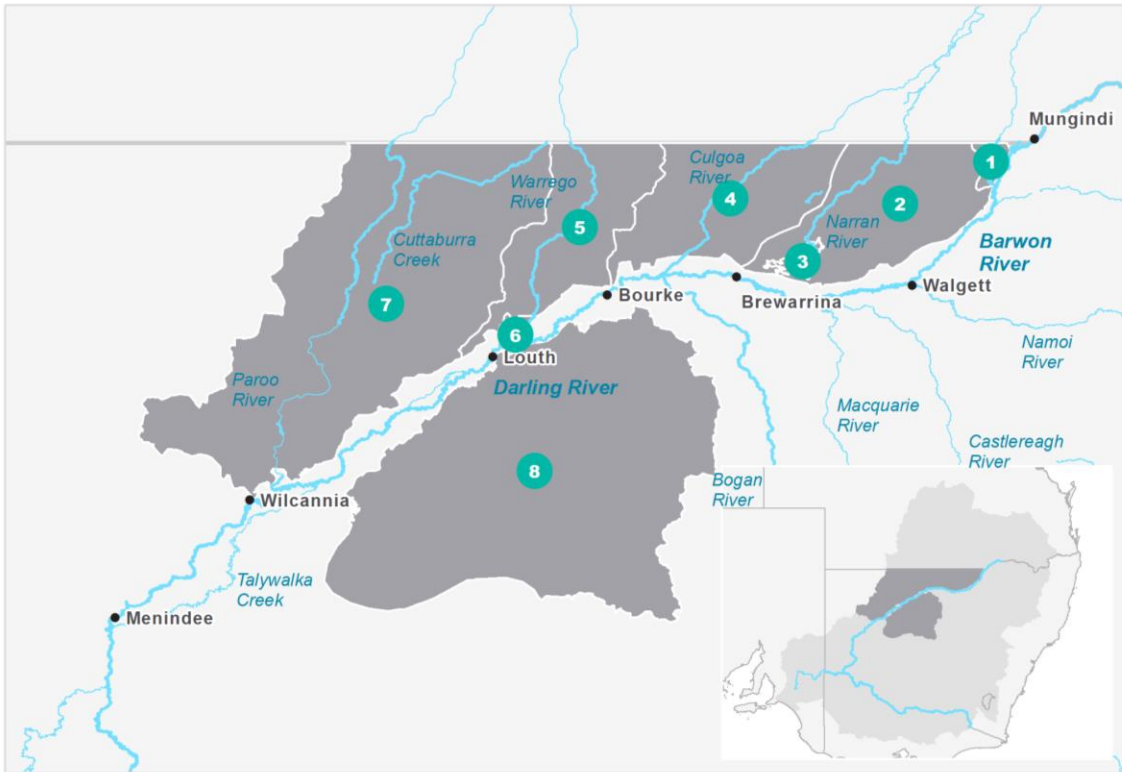 Mungindi
1
Culgoa
River
Warrego
River
4
2
5
Narran
River
Cuttaburra
Creek
Barwon
River
3
7
Bourke
Brewarrina
Walgett
6
Louth
Namoi
River
Paroo
River
Darling River
Macquarie
River
Castlereagh
River
8
Bogan
River
Wilcannia
Talywalka
Creek
Menindee